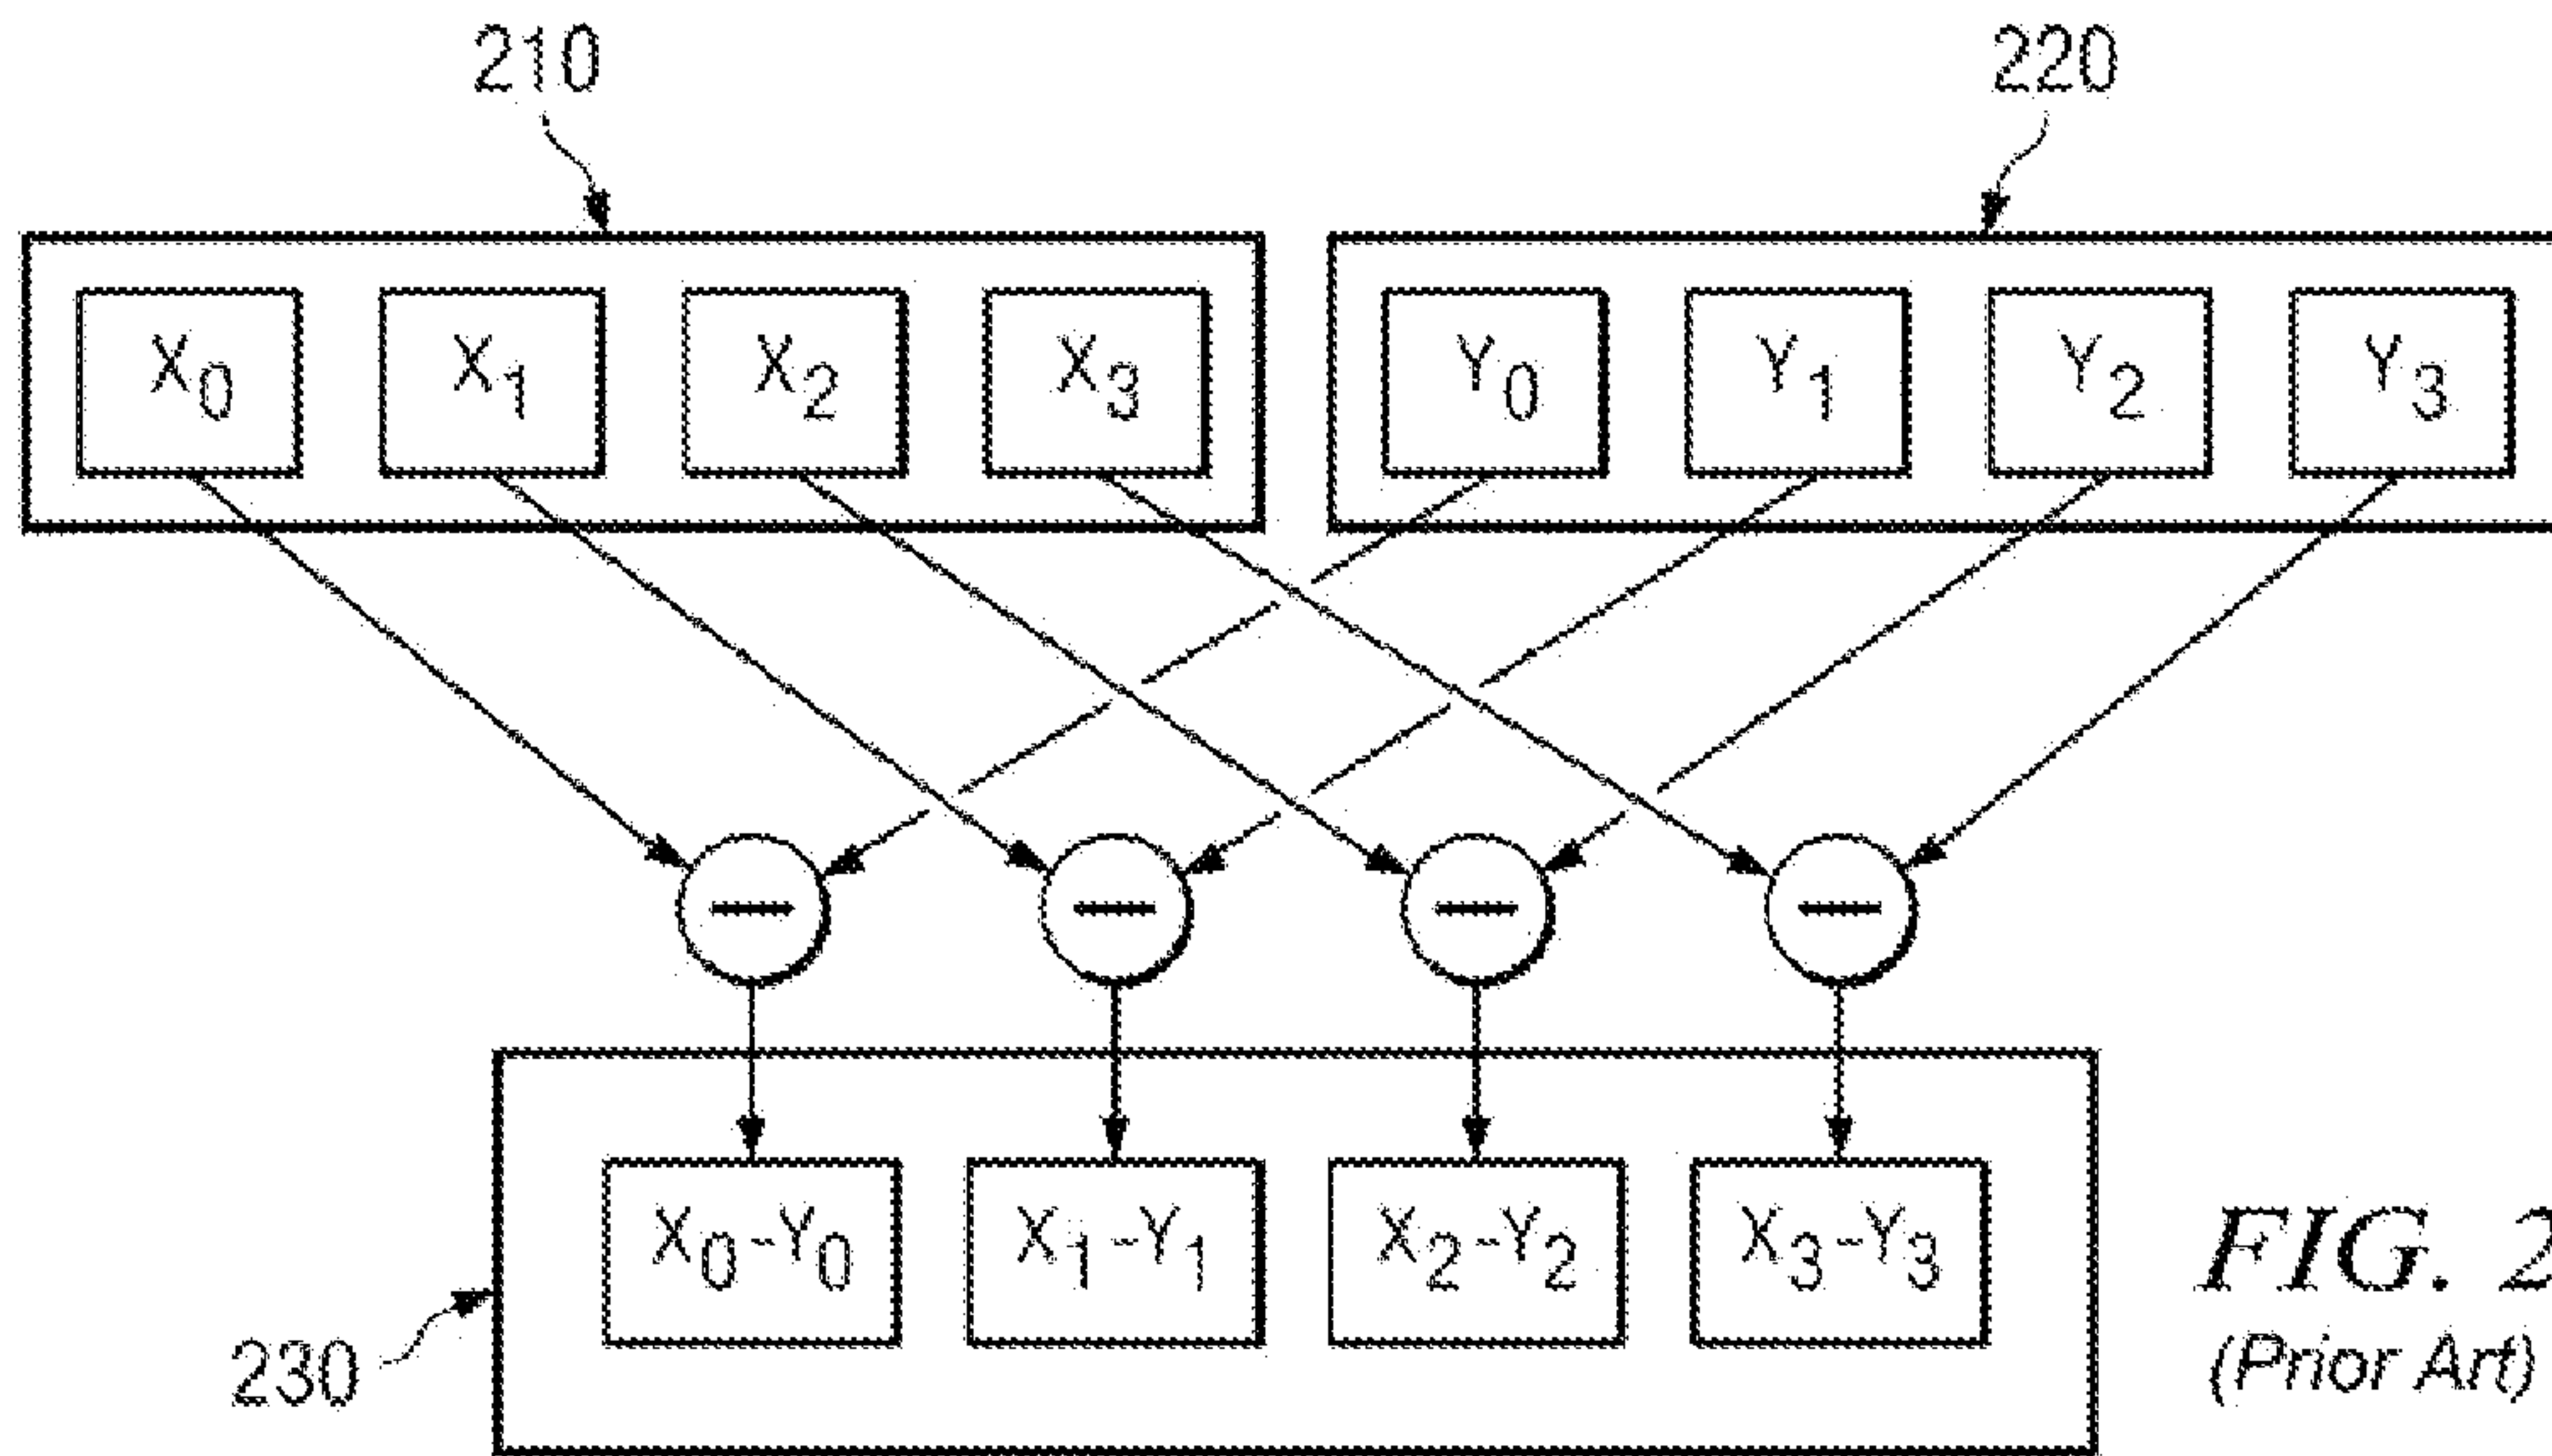 210 220
X0 X1 X2 X3 Y0 Y1 Y2 Y3
— — — —
X0-Y0 X1-Y1 X2-Y2 X3-Y3
230
FIG. 2
(Prior Art)